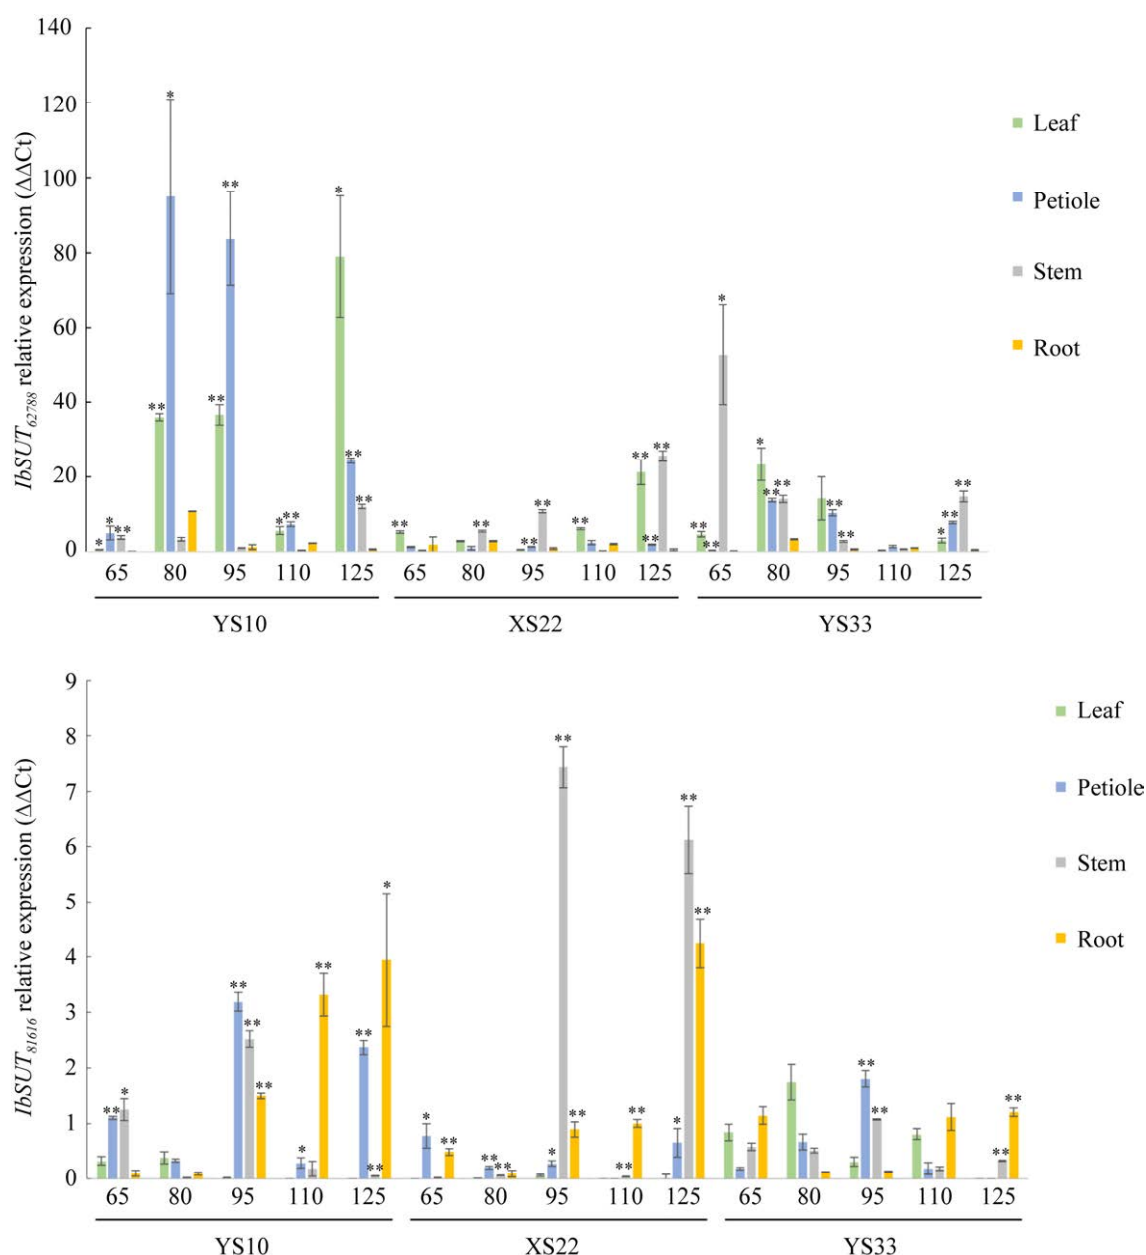 IbSUT62788 relative expression (ΔΔCt)
140
120
100
80
60
40
20
0
* * ** ** * ** ** * ** * ** **
** ** ** ** ** ** ** **
** ** * * ** ** ** ** * ** **
65 80 95 110 125 65 80 95 110 125 65 80 95 110 125
YS10 XS22 YS33
Leaf
Petiole
Stem
Root
IbSUT81616 relative expression (ΔΔCt)
9
8
7
6
5
4
3
2
1
0
** * ** ** ** * ** ** ** *
* ** ** ** * ** ** ** ** * ** **
** ** ** **
65 80 95 110 125 65 80 95 110 125 65 80 95 110 125
YS10 XS22 YS33
Leaf
Petiole
Stem
Root